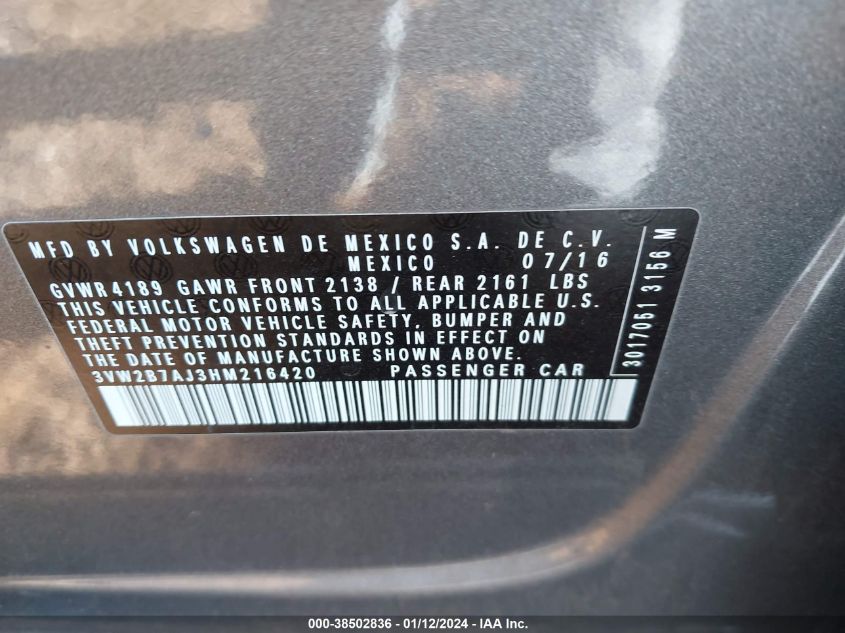 MFD BY VOLKSWAGEN DE MEXICO S.A. DE C.V.
MEXICO 07/16
GVWR 4189 GAWR FRONT 2138 / REAR 2161 LBS
THIS VEHICLE CONFORMS TO ALL APPLICABLE U.S.
FEDERAL MOTOR VEHICLE SAFETY, BUMPER AND
THEFT PREVENTION STANDARDS IN EFFECT ON
THE DATE OF MANUFACTURE SHOWN ABOVE.
3VW2B7AJ3HM216420 PASSENGER CAR
3017051 3156 M
000-38502836 - 01/12/2024 - IAA Inc.